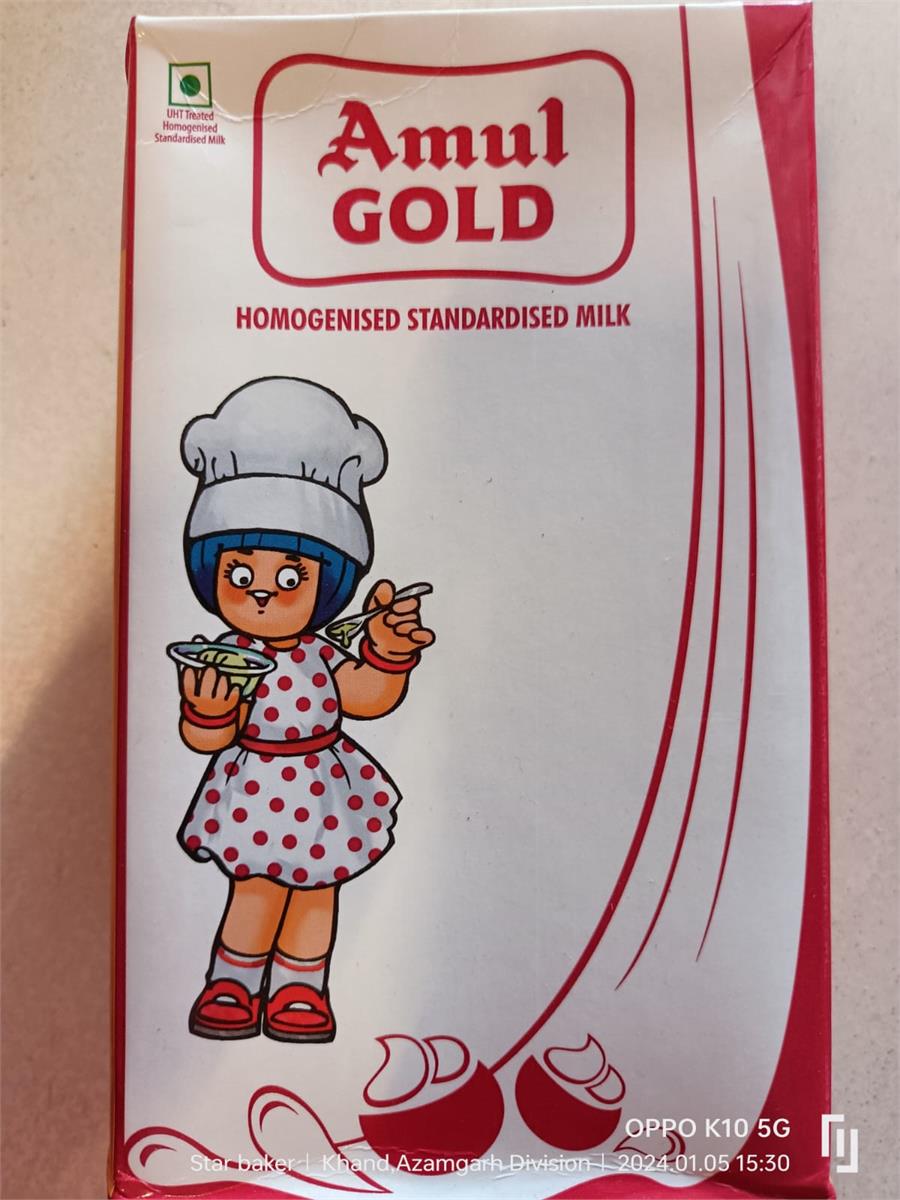 UHT Treated
Homogenised
Standardised Milk
Amul
GOLD
HOMOGENISED STANDARDISED MILK
OPPO K10 5G
Star baker | Khand,Azamgarh Division | 2024.01.05 15:30